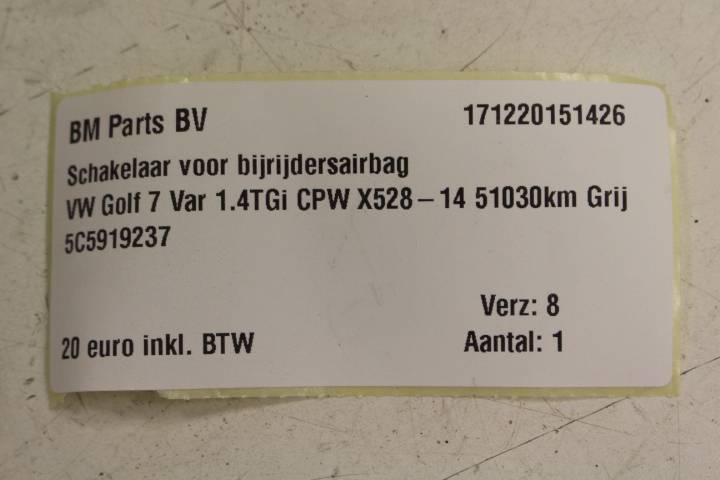 BM Parts BV 171220151426
Schakelaar voor bijrijdersairbag
VW Golf 7 Var 1.4TGi CPW X528 – 14 51030km Grij
5C5919237
Verz: 8
20 euro inkl. BTW Aantal: 1